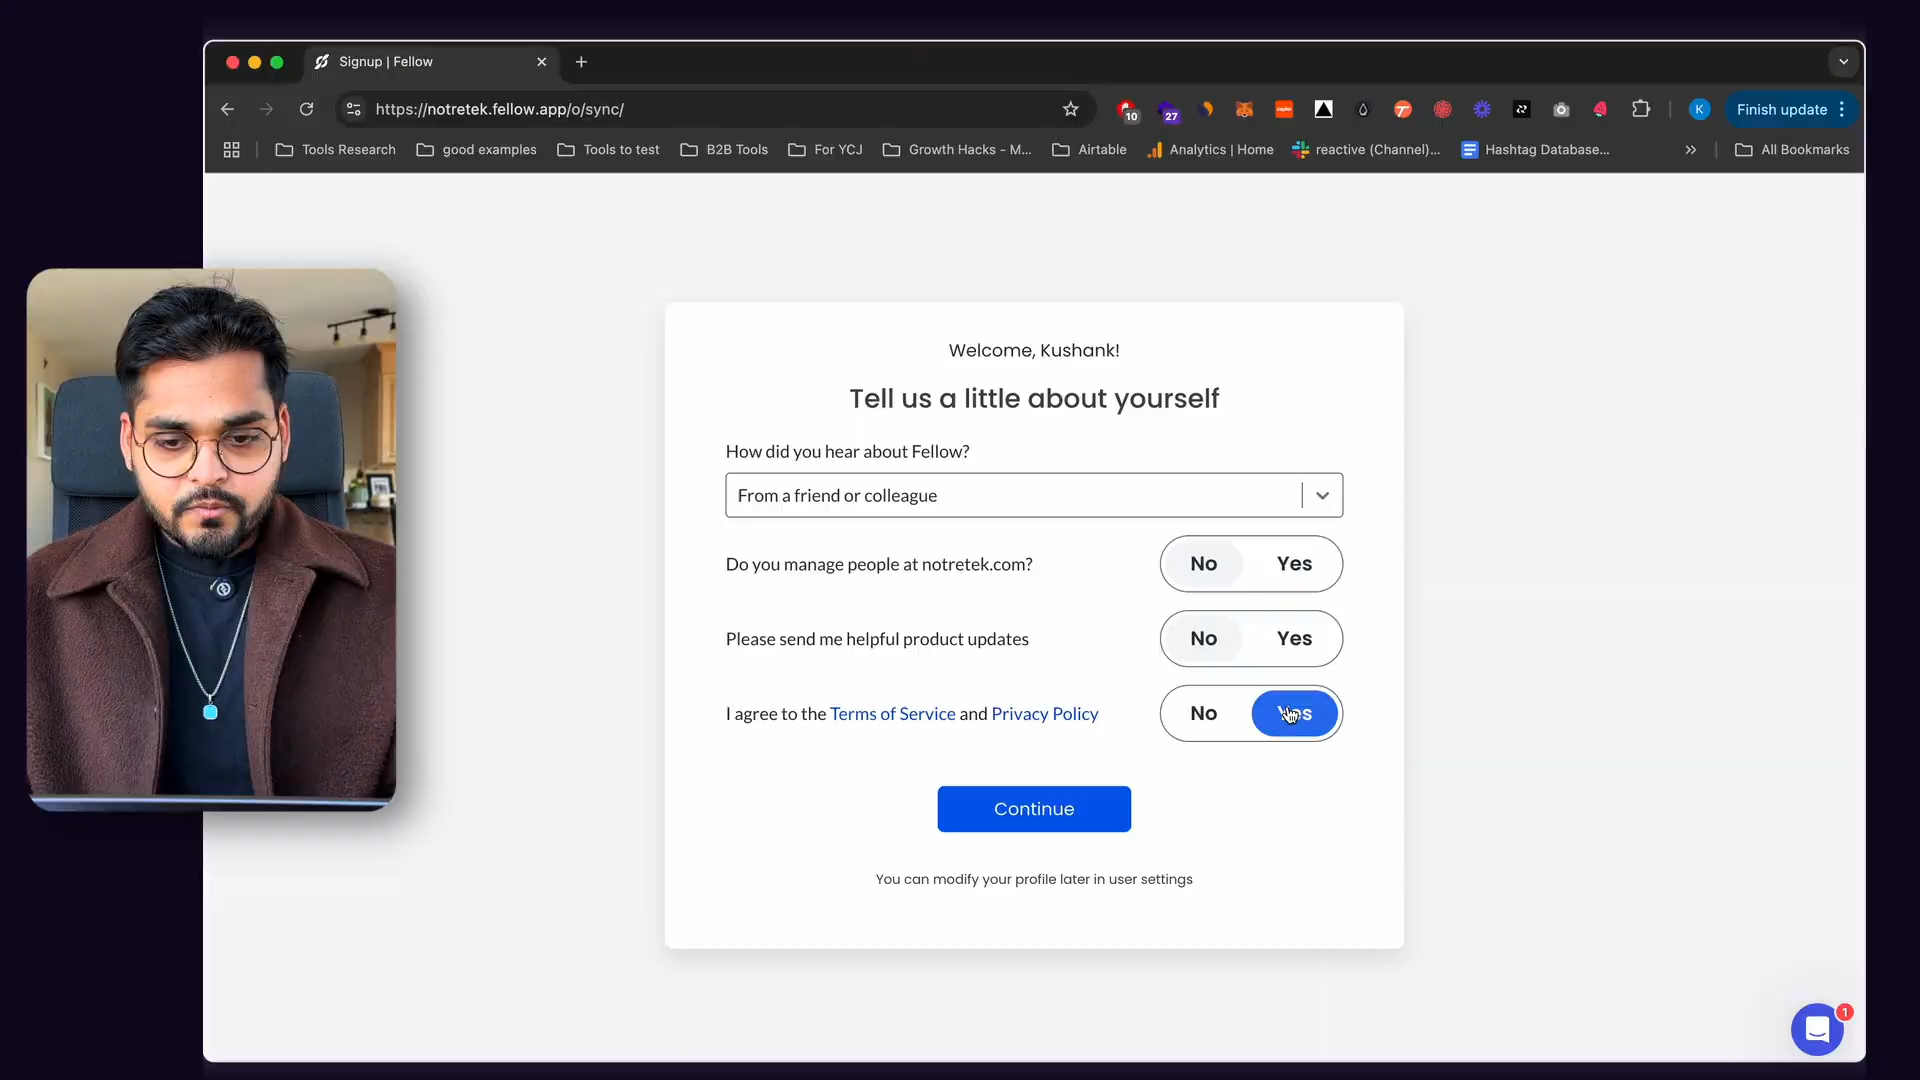 Signup | Fellow
https://notretek.fellow.app/o/sync/
10
27
K
Finish update
Tools Research
good examples
Tools to test
B2B Tools
For YCJ
Growth Hacks - M...
Airtable
Analytics | Home
reactive (Channel)...
Hashtag Database...
All Bookmarks
Welcome, Kushank!
Tell us a little about yourself
How did you hear about Fellow?
From a friend or colleague
Do you manage people at notretek.com?
No Yes
Please send me helpful product updates
No Yes
I agree to the Terms of Service and Privacy Policy
No Yes
Continue
You can modify your profile later in user settings
1